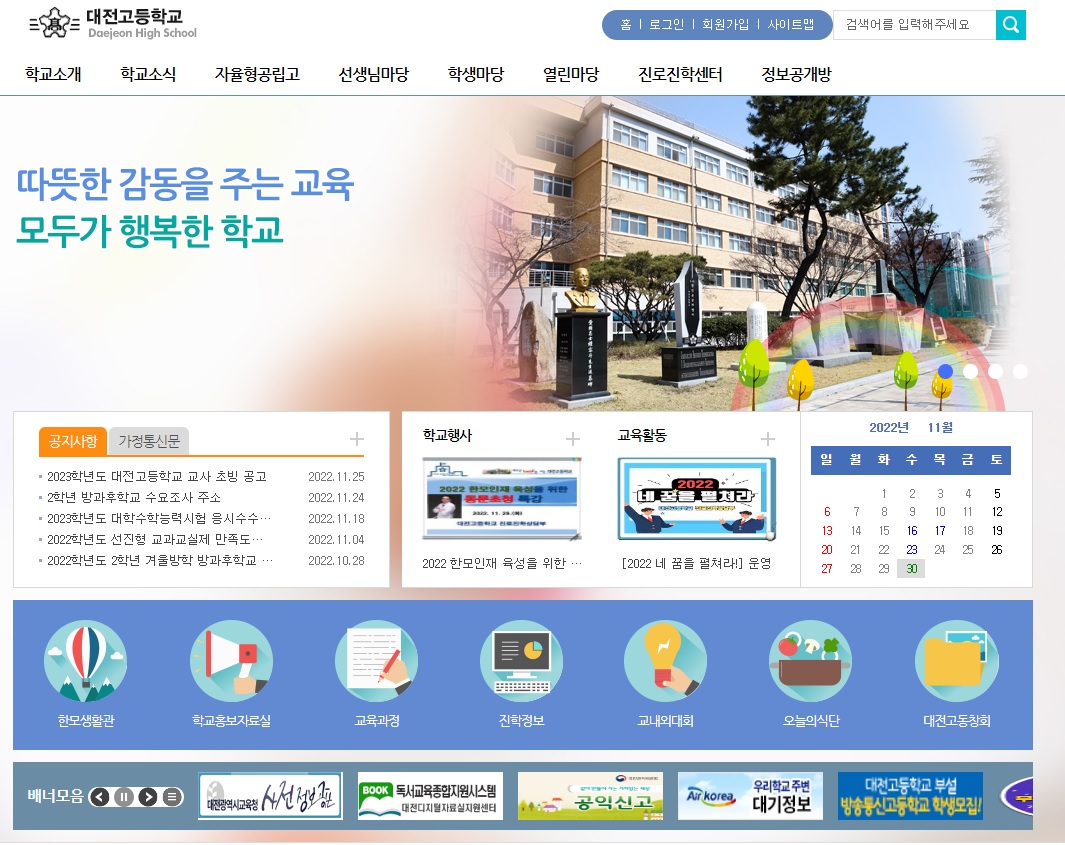 대전고등학교
Daejeon High School
홈 | 로그인 | 회원가입 | 사이트맵
검색어를 입력해주세요
학교소개 학교소식 자율형공립고 선생님마당 학생마당 열린마당 진로진학센터 정보공개방
따뜻한 감동을 주는 교육
모두가 행복한 학교
공지사항 가정통신문
2023학년도 대전고등학교 교사 초빙 공고 2022.11.25
2학년 방과후학교 수요조사 주소 2022.11.24
2023학년도 대학수학능력시험 응시수수… 2022.11.18
2022학년도 선진형 교과교실제 만족도… 2022.11.04
2022학년도 2학년 겨울방학 방과후학교 … 2022.10.28
학교행사
2022 한모인재 육성을 위한
동문초청 특강
2022. 11. 29.(화)
대전고등학교 진로진학상담부
2022 한모인재 육성을 위한 …
교육활동
2022
네 꿈을 펼쳐라
[2022 네 꿈을 펼쳐라!] 운영
2022년 11월
일 월 화 수 목 금 토
1 2 3 4 5
6 7 8 9 10 11 12
13 14 15 16 17 18 19
20 21 22 23 24 25 26
27 28 29 30
한모생활관 학교홍보자료실 교육과정 진학정보 교내외대회 오늘의식단 대전고동창회
배너모음
대전광역시교육청 사전정보공표
BOOK 독서교육종합지원시스템
대전디지털자료실지원센터
공익신고
Airkorea 우리학교 주변
대기정보
대전고등학교 부설
방송통신고등학교 학생모집!